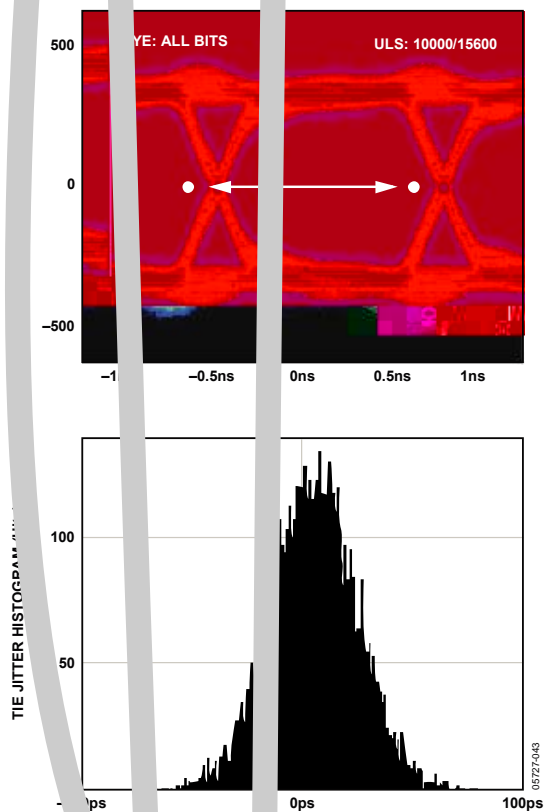 YE: ALL BITS
ULS: 10000/15600
500
0
–500
–0.5ns
0ns
0.5ns
1ns
TIE JITTER HISTOGRAM
100
50
0ps
100ps
05727-043